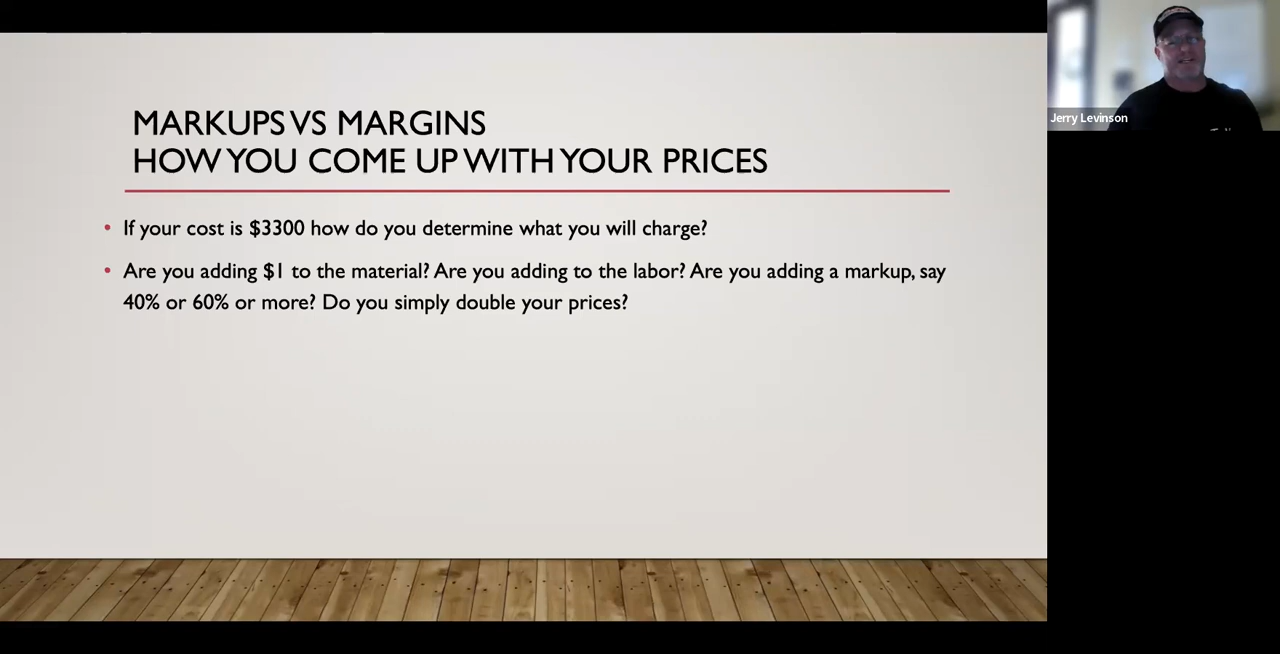 MARKUPS VS MARGINS
HOW YOU COME UP WITH YOUR PRICES
• If your cost is $3300 how do you determine what you will charge?
• Are you adding $1 to the material? Are you adding to the labor? Are you adding a markup, say
40% or 60% or more? Do you simply double your prices?
Jerry Levinson